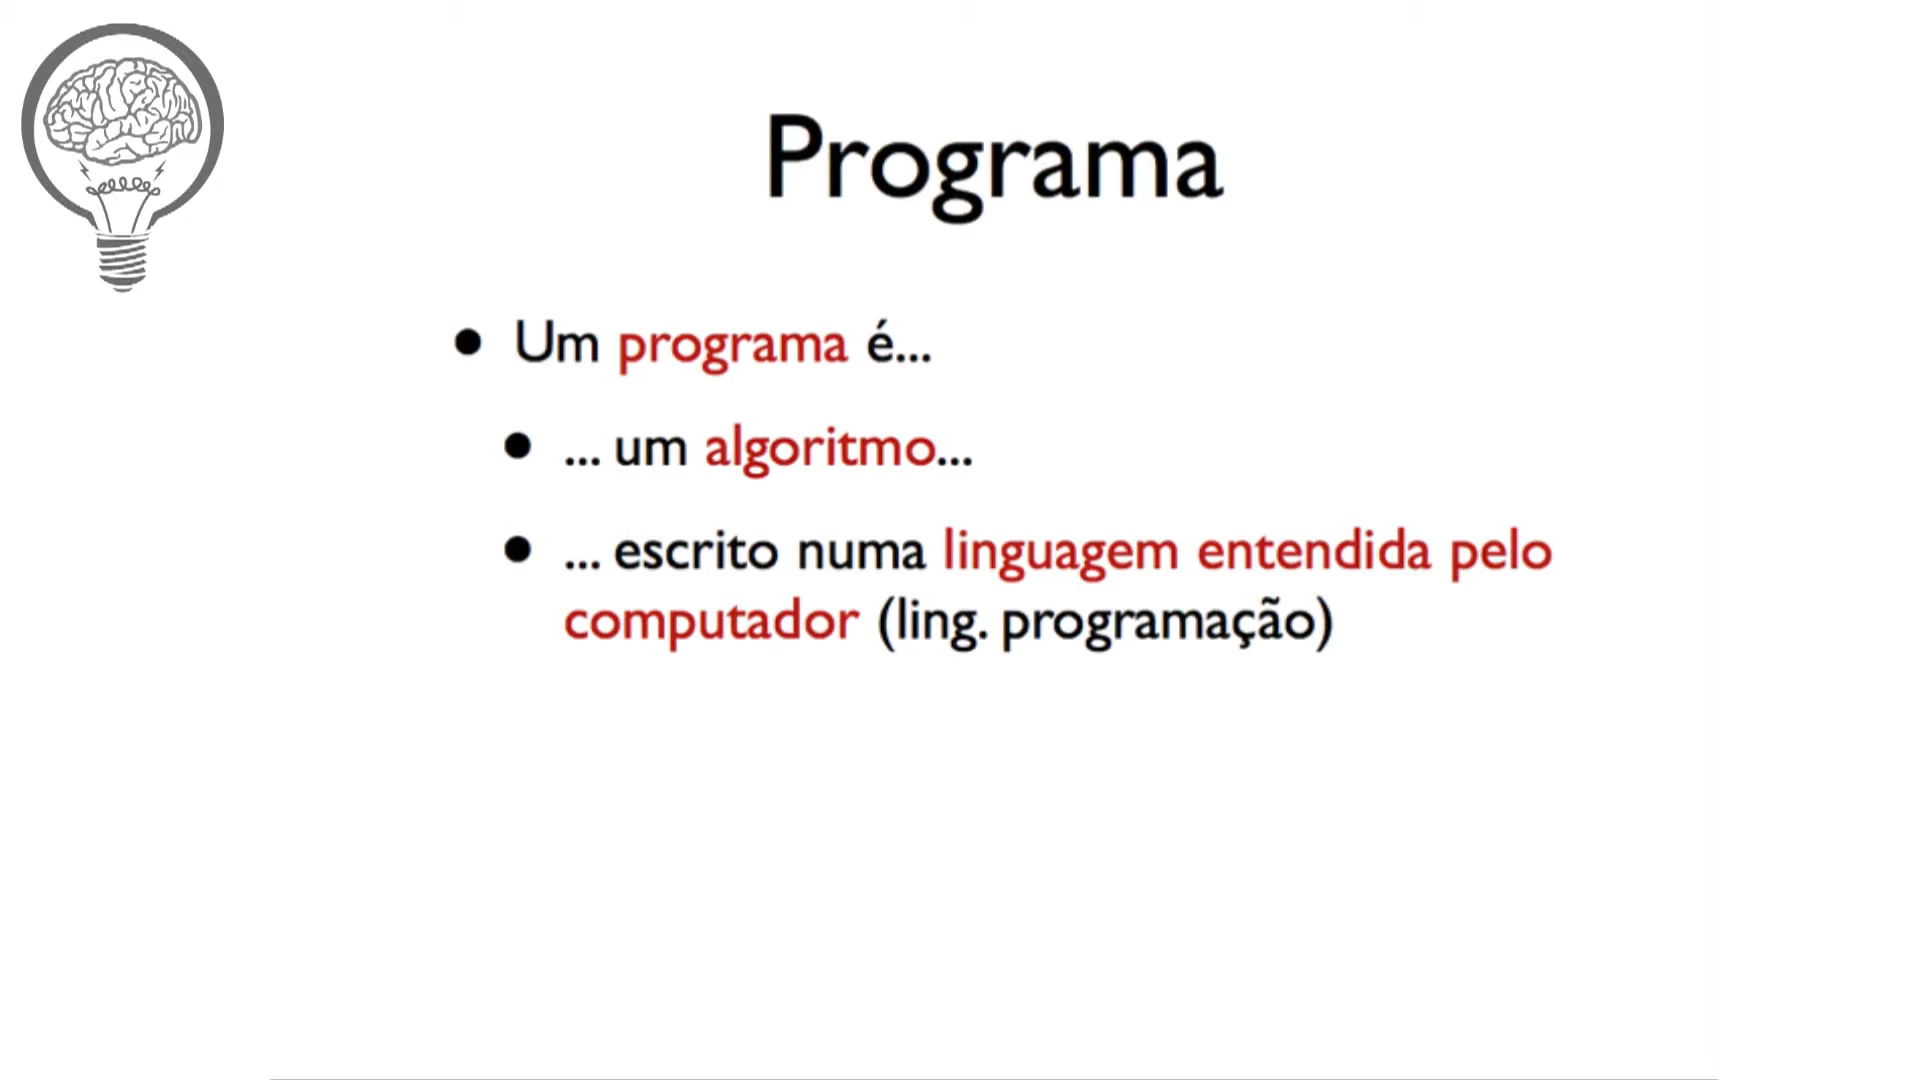 Programa
• Um programa é...
• ... um algoritmo...
• ... escrito numa linguagem entendida pelo
computador (ling. programação)